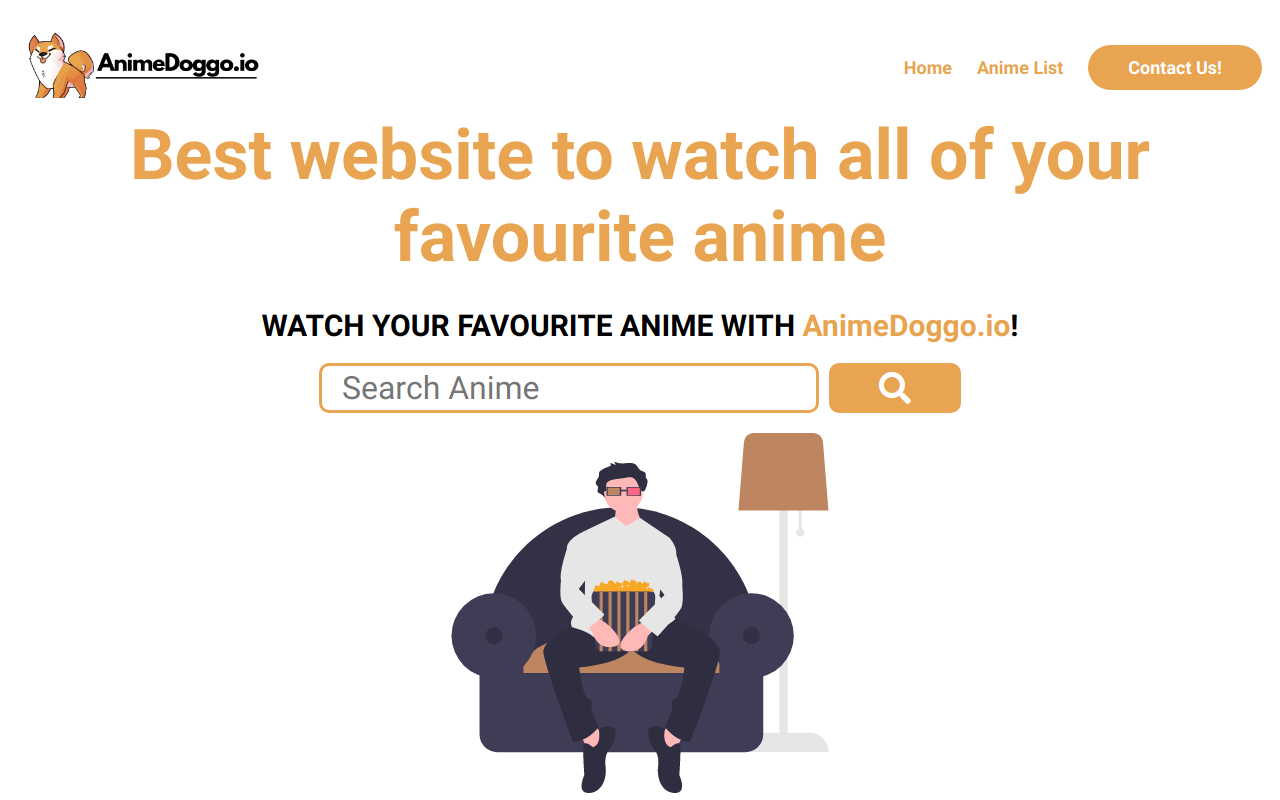 AnimeDoggo.io
Home
Anime List
Contact Us!
Best website to watch all of your
favourite anime
WATCH YOUR FAVOURITE ANIME WITH AnimeDoggo.io!
Search Anime